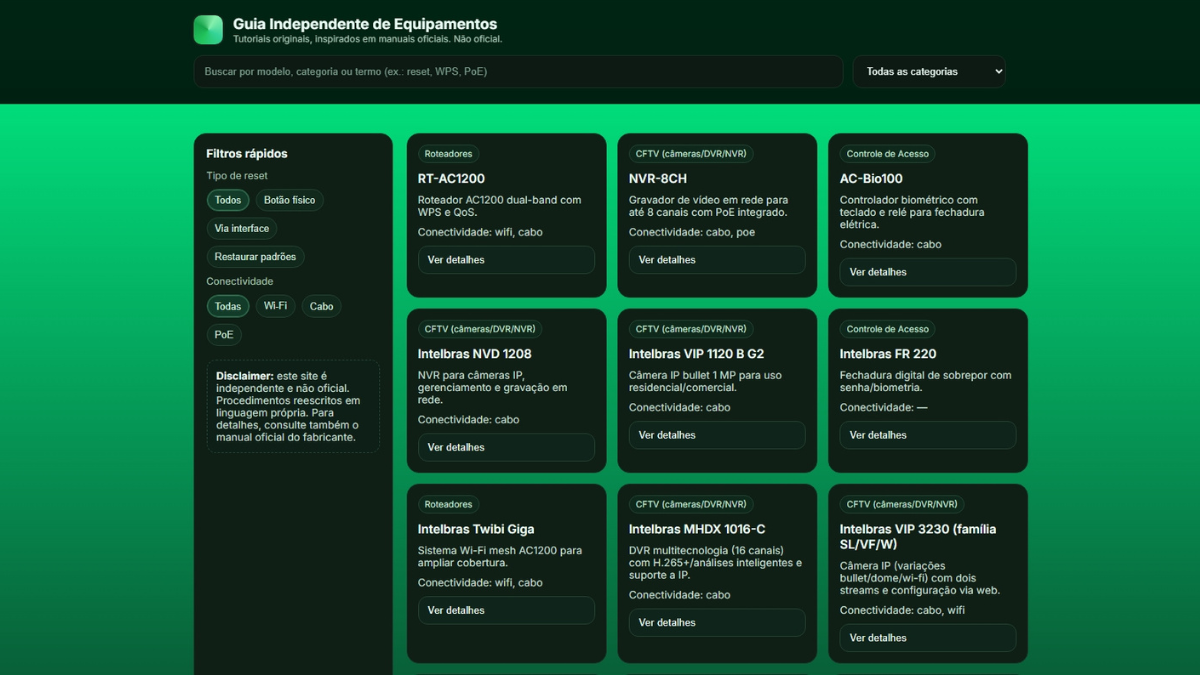 Guia Independente de Equipamentos
Tutoriais originais, inspirados em manuais oficiais. Não oficial.
Buscar por modelo, categoria ou termo (ex.: reset, WPS, PoE)
Todas as categorias
Filtros rápidos
Tipo de reset
Todos
Botão físico
Via interface
Restaurar padrões
Conectividade
Todas
Wi-Fi
Cabo
PoE
Disclaimer: este site é
independente e não oficial.
Procedimentos reescritos em
linguagem própria. Para
detalhes, consulte também o
manual oficial do fabricante.
Roteadores
RT-AC1200
Roteador AC1200 dual-band com
WPS e QoS.
Conectividade: wifi, cabo
Ver detalhes
CFTV (câmeras/DVR/NVR)
NVR-8CH
Gravador de vídeo em rede para
até 8 canais com PoE integrado.
Conectividade: cabo, poe
Ver detalhes
Controle de Acesso
AC-Bio100
Controlador biométrico com
teclado e relé para fechadura
elétrica.
Conectividade: cabo
Ver detalhes
CFTV (câmeras/DVR/NVR)
Intelbras NVD 1208
NVR para câmeras IP,
gerenciamento e gravação em
rede.
Conectividade: cabo
Ver detalhes
CFTV (câmeras/DVR/NVR)
Intelbras VIP 1120 B G2
Câmera IP bullet 1 MP para uso
residencial/comercial.
Conectividade: cabo
Ver detalhes
Controle de Acesso
Intelbras FR 220
Fechadura digital de sobrepor com
senha/biometria.
Conectividade: —
Ver detalhes
Roteadores
Intelbras Twibi Giga
Sistema Wi-Fi mesh AC1200 para
ampliar cobertura.
Conectividade: wifi, cabo
Ver detalhes
CFTV (câmeras/DVR/NVR)
Intelbras MHDX 1016-C
DVR multitecnologia (16 canais)
com H.265+/análises inteligentes e
suporte a IP.
Conectividade: cabo
Ver detalhes
CFTV (câmeras/DVR/NVR)
Intelbras VIP 3230 (família
SL/VF/W)
Câmera IP (variações
bullet/dome/wi-fi) com dois
streams e configuração via web.
Conectividade: cabo, wifi
Ver detalhes